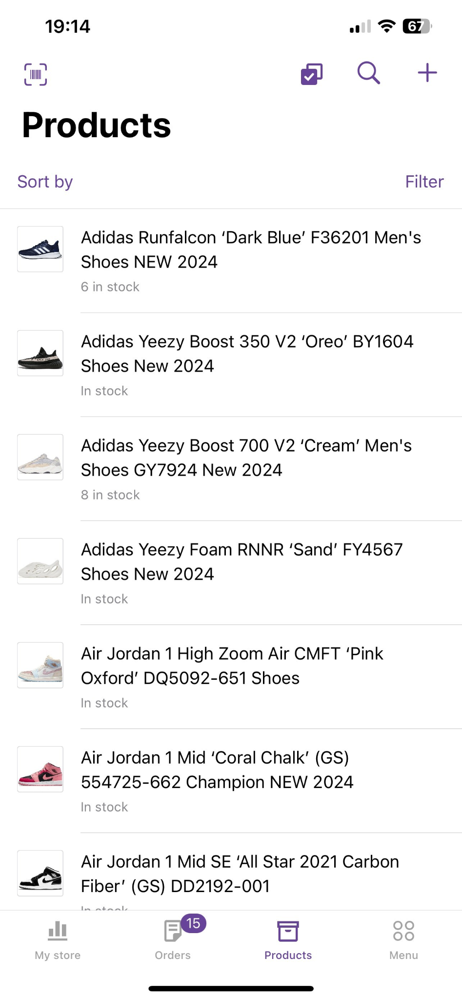 19:14
67
Products
Sort by
Filter
Adidas Runfalcon ‘Dark Blue’ F36201 Men's
Shoes NEW 2024
6 in stock
Adidas Yeezy Boost 350 V2 ‘Oreo’ BY1604
Shoes New 2024
In stock
Adidas Yeezy Boost 700 V2 ‘Cream’ Men's
Shoes GY7924 New 2024
8 in stock
Adidas Yeezy Foam RNNR ‘Sand’ FY4567
Shoes New 2024
In stock
Air Jordan 1 High Zoom Air CMFT ‘Pink
Oxford’ DQ5092-651 Shoes
In stock
Air Jordan 1 Mid ‘Coral Chalk’ (GS)
554725-662 Champion NEW 2024
In stock
Air Jordan 1 Mid SE ‘All Star 2021 Carbon
Fiber’ (GS) DD2192-001
In stock
15
My store
Orders
Products
Menu